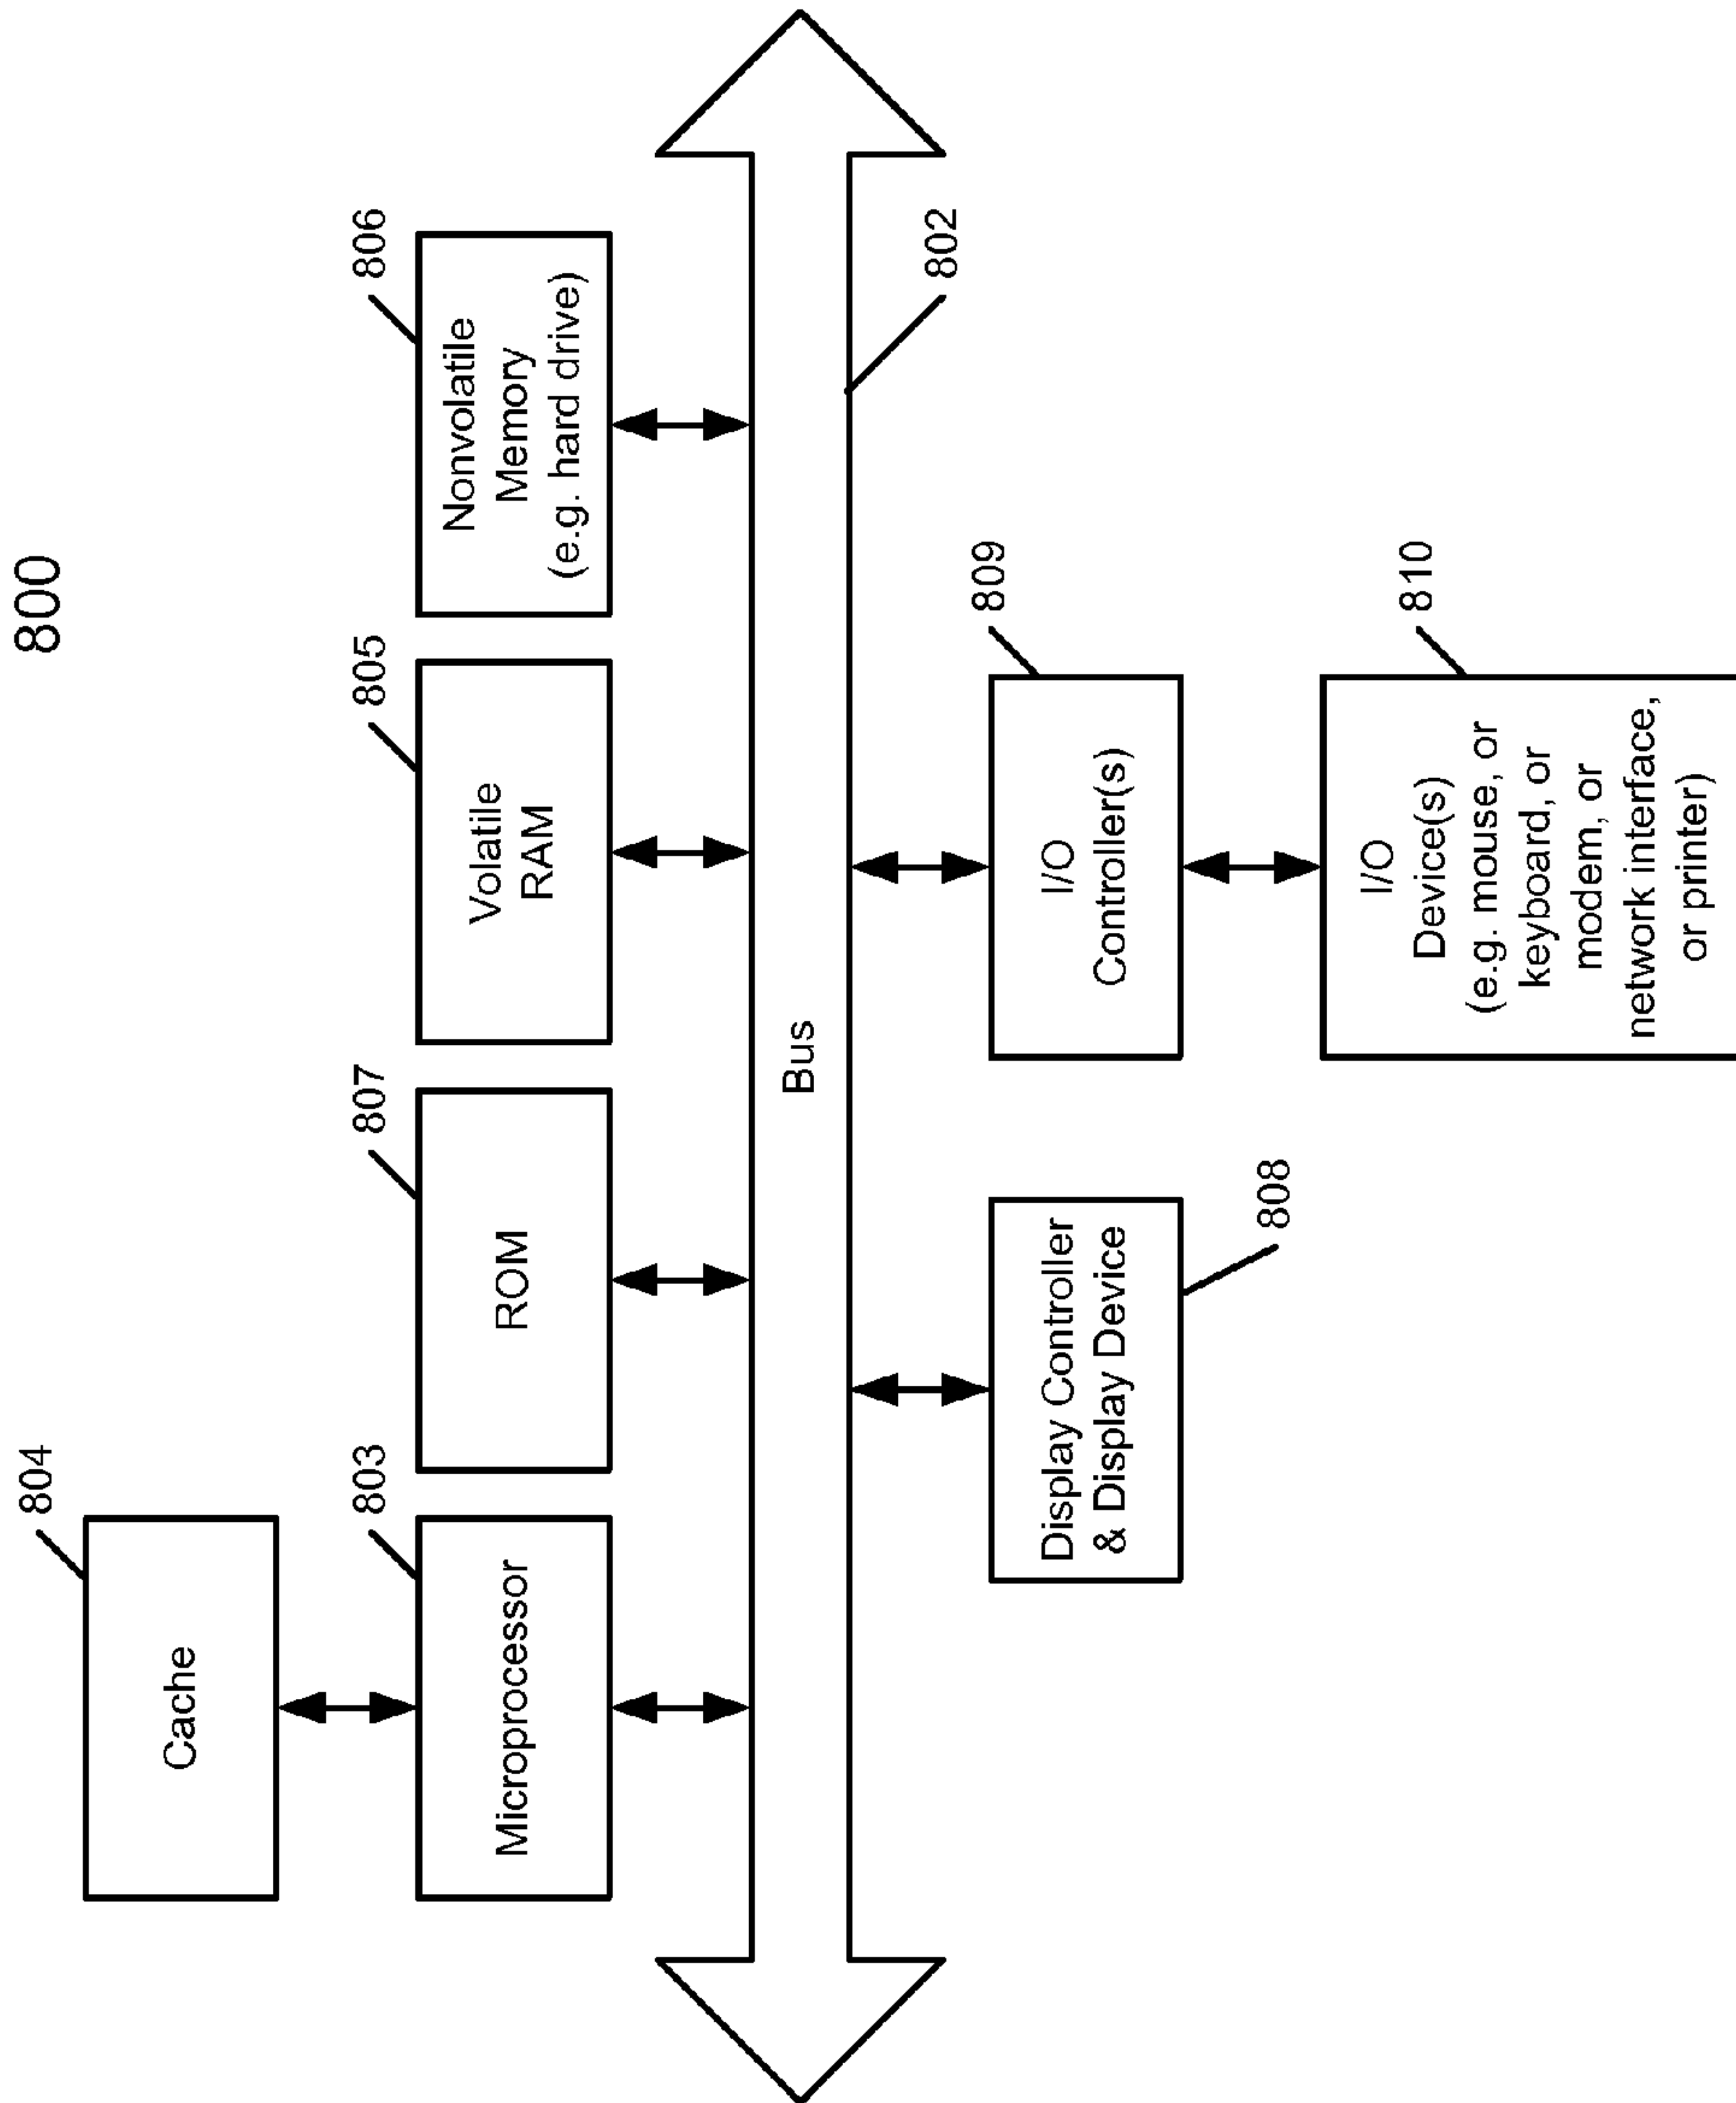 800
804
Cache
803
Microprocessor
807
ROM
805
Volatile
RAM
806
Nonvolatile
Memory
(e.g. hard drive)
Bus
802
Display Controller
& Display Device
808
809
I/O
Controller(s)
810
I/O
Device(s)
(e.g. mouse, or
keyboard, or
modem, or
network interface,
or printer)